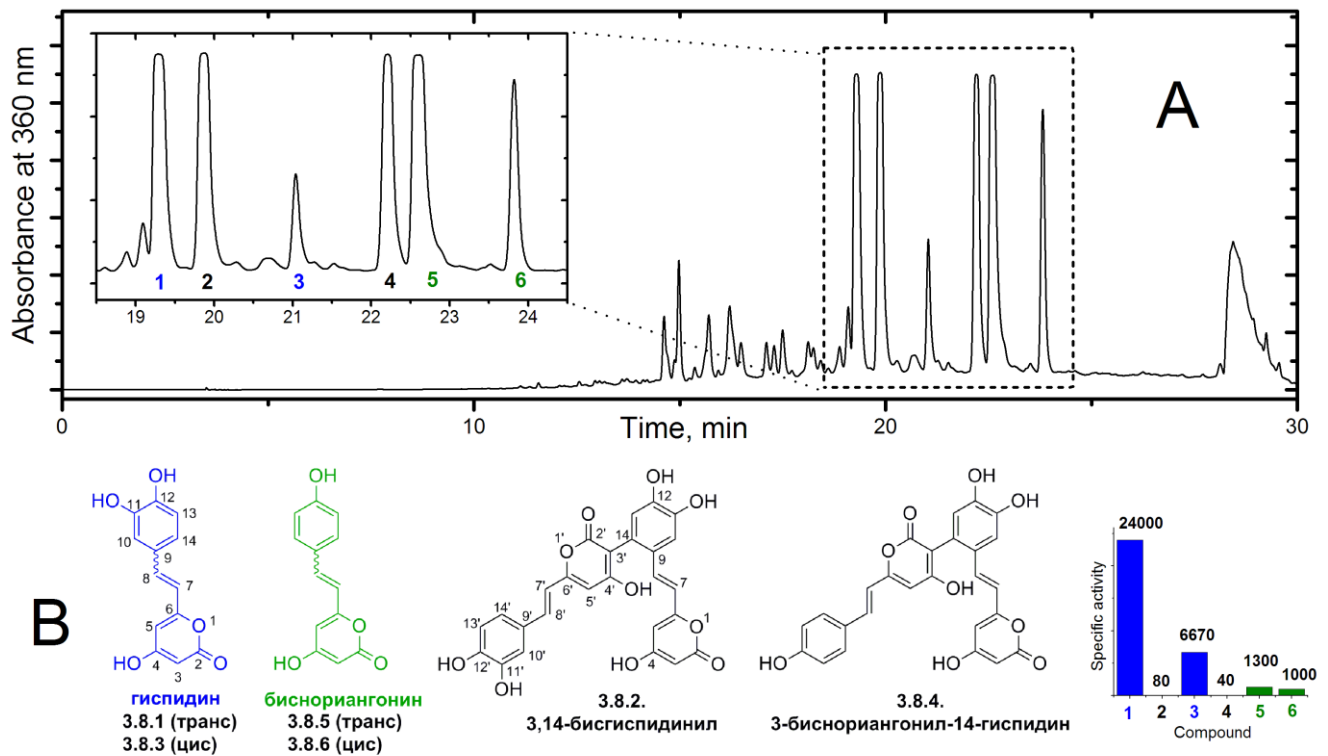 Absorbance at 360 nm
A
1 2 3 4 5 6
19 20 21 22 23 24
0 10 20 30
Time, min
B
OH
HO
12
11
13
10
14
9
8
7
6
5
O
1
4
2
3
HO
O
гиспидин
3.8.1 (транс)
3.8.3 (цис)
OH
O
HO
O
биснориангонин
3.8.5 (транс)
3.8.6 (цис)
OH
12
OH
O
2'
14
1'
O
3'
9
7'
6'
4'
OH
7
5'
8'
14'
9'
6
O
1
13'
10'
HO
12'
11'
OH
HO
4
O
3.8.2.
3,14-бисгиспидинил
OH
OH
O
O
OH
O
HO
HO
O
3.8.4.
3-биснориангонил-14-гиспидин
Specific activity
24000
80
6670
40
1300
1000
1 2 3 4 5 6
Compound